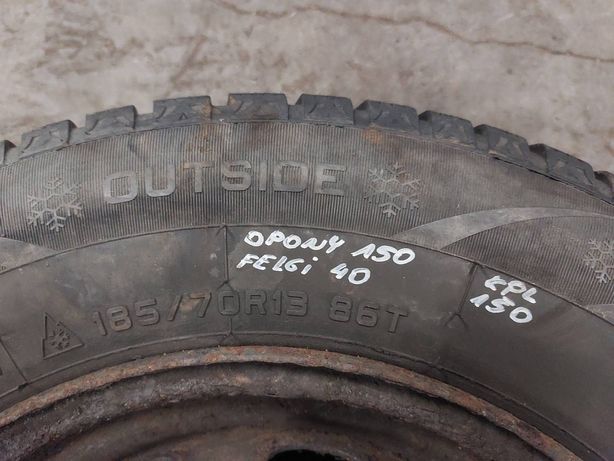 OUTSIDE
OPONY 150
FELGi 40
KPL
150
185/70R13 86T